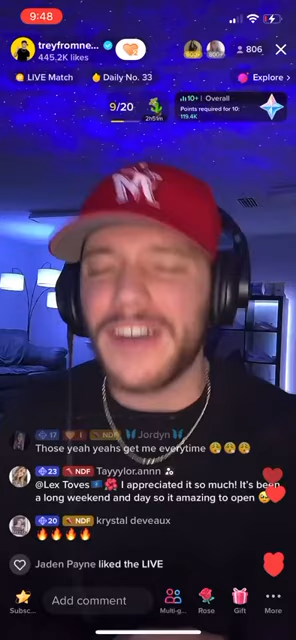 9:48
treyfromne...
445.2K likes
806
LIVE Match
Daily No. 33
Explore >
9/20
2h51m
10+ | Overall
Points required for 10:
119.4K
M
17 1 NDF Jordyn
Those yeah yeahs get me everytime 😮‍💨😮‍💨😮‍💨
23 NDF Tayyylor.annn
@Lex Toves 🌺 I appreciated it so much! It's been
a long weekend and day so it amazing to open 🥹
20 NDF krystal deveaux
🔥🔥🔥🔥
Jaden Payne liked the LIVE
Subsc...
Add comment
Multi-g...
Rose
Gift
More